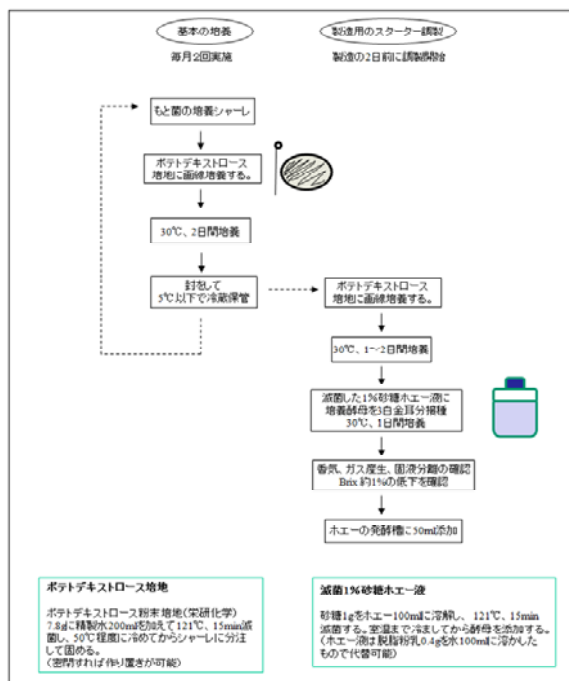 基本の培養
毎月2回実施
もと菌の培養シャーレ
ポテトデキストロース
培地に画線培養する。
30℃、2日間培養
封をして
5℃以下で冷蔵保管
製造用のスターター調製
製造の2日前に調製開始
ポテトデキストロース
培地に画線培養する。
30℃、1～2日間培養
滅菌した1%砂糖ホエー液に
培養酵母を3白金耳分接種
30℃、1日間培養
香気、ガス産生、固液分離の確認
Brix 約1%の低下を確認
ホエーの発酵槽に50ml添加
ポテトデキストロース培地
ポテトデキストロース粉末培地(栄研化学)
7.8gに精製水200mlを加えて121℃、15min滅
菌し、50℃程度に冷めてからシャーレに分注
して固める。
(密閉すれば作り置きが可能)
滅菌1%砂糖ホエー液
砂糖1gをホエー100mlに溶解し、121℃、15min
滅菌する。室温まで冷ましてから酵母を添加する。
(ホエー液は脱脂粉乳0.4gを水100mlに溶かした
もので代替可能)